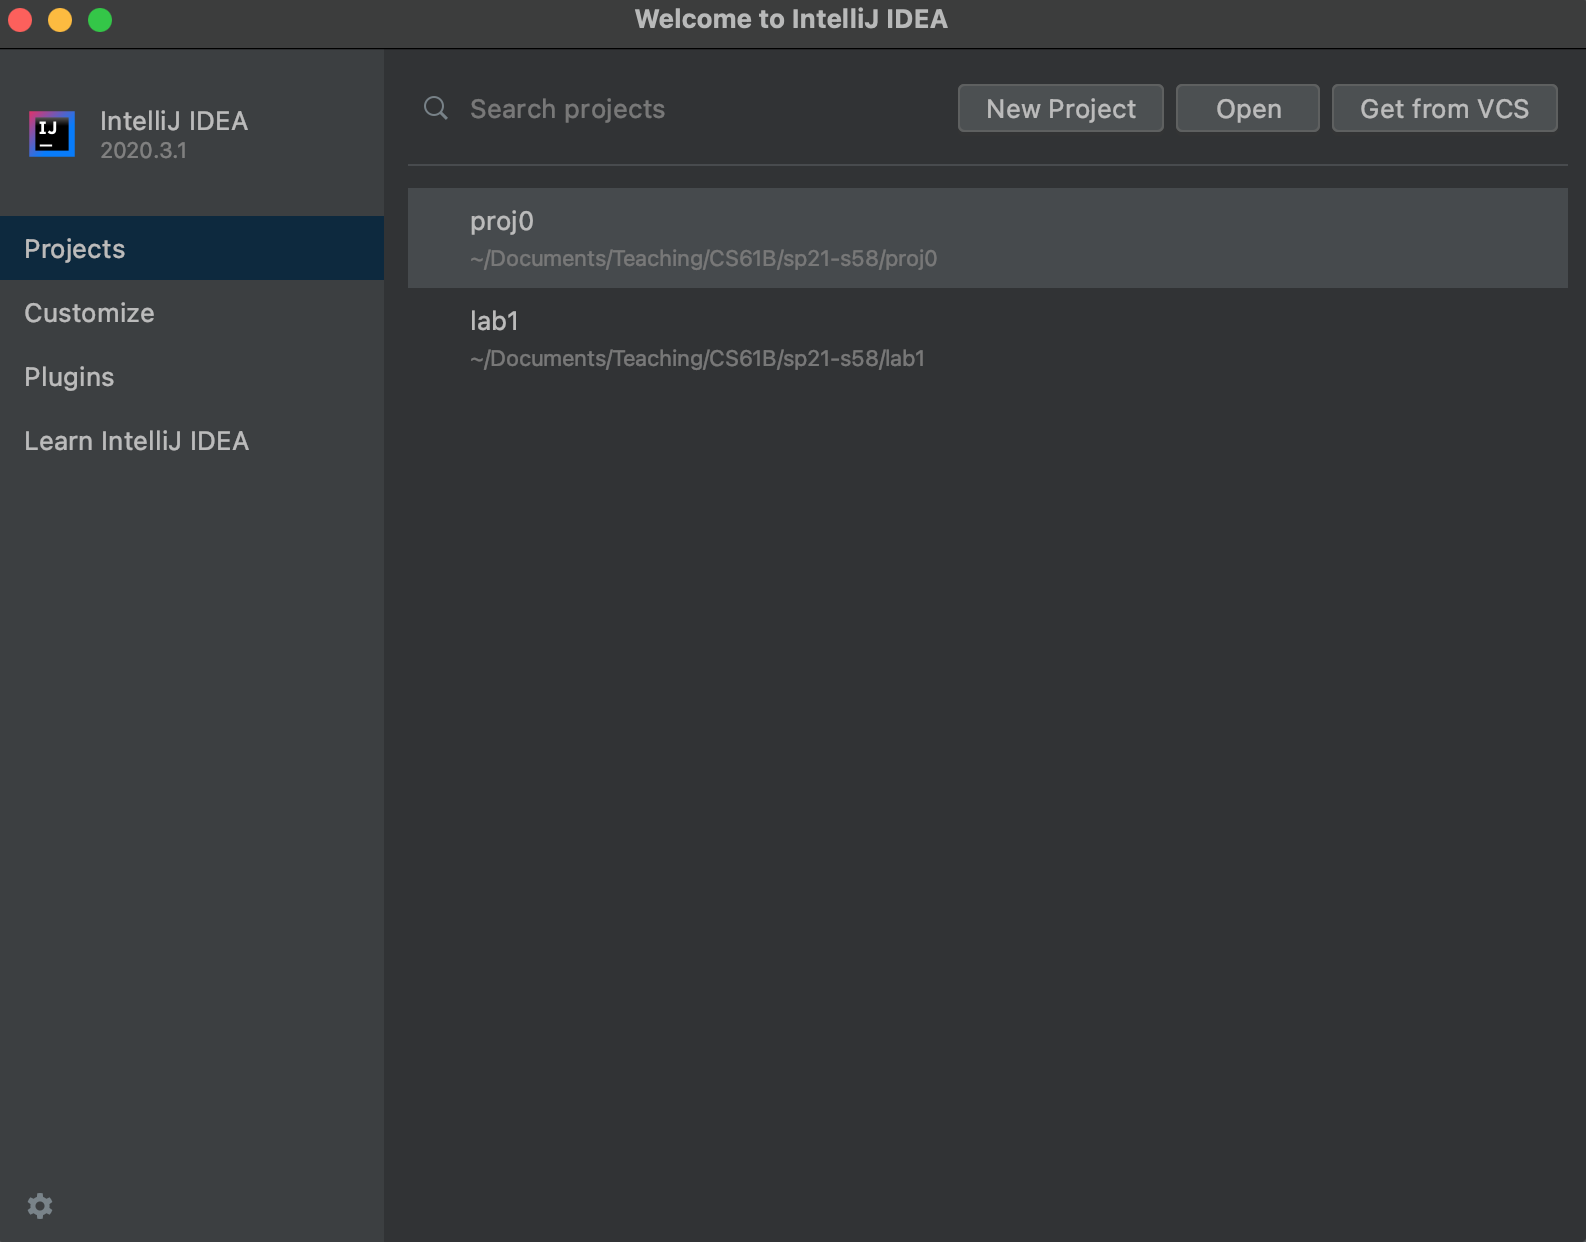 Welcome to IntelliJ IDEA
IJ
IntelliJ IDEA
2020.3.1
Projects
Customize
Plugins
Learn IntelliJ IDEA
Search projects
New Project
Open
Get from VCS
proj0
~/Documents/Teaching/CS61B/sp21-s58/proj0
lab1
~/Documents/Teaching/CS61B/sp21-s58/lab1